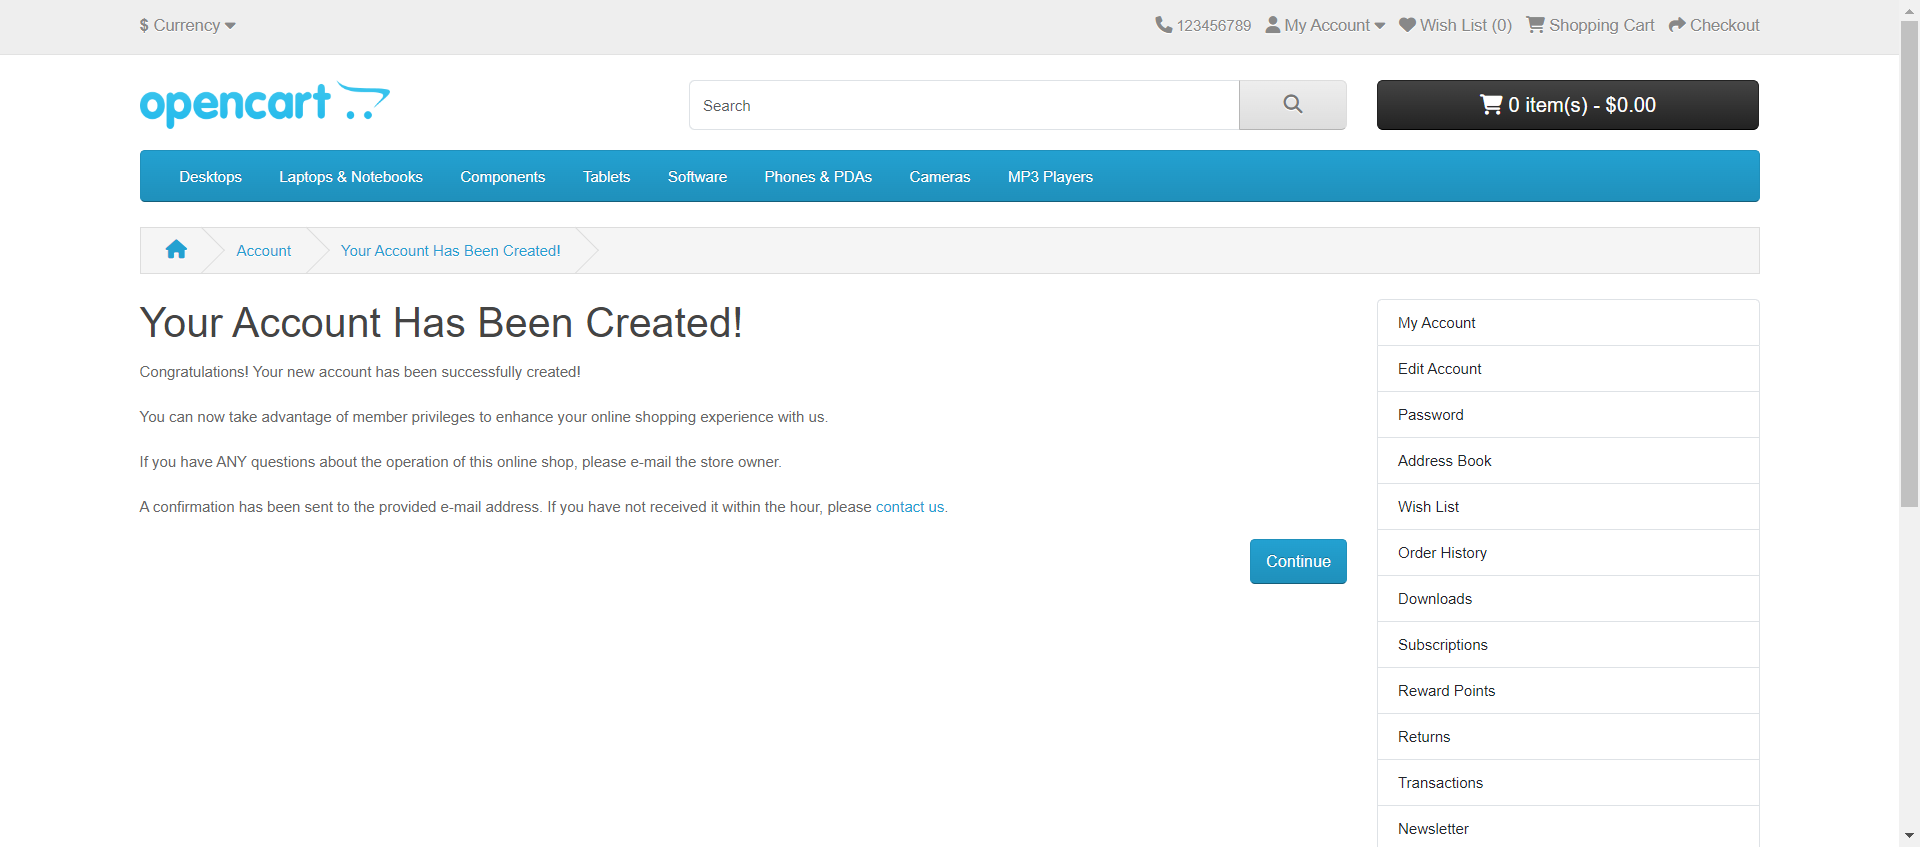 $ Currency
123456789 My Account Wish List (0) Shopping Cart Checkout
opencart
Search
0 item(s) - $0.00
Desktops Laptops & Notebooks Components Tablets Software Phones & PDAs Cameras MP3 Players
Account Your Account Has Been Created!
Your Account Has Been Created!
Congratulations! Your new account has been successfully created!
You can now take advantage of member privileges to enhance your online shopping experience with us.
If you have ANY questions about the operation of this online shop, please e-mail the store owner.
A confirmation has been sent to the provided e-mail address. If you have not received it within the hour, please contact us.
Continue
My Account
Edit Account
Password
Address Book
Wish List
Order History
Downloads
Subscriptions
Reward Points
Returns
Transactions
Newsletter